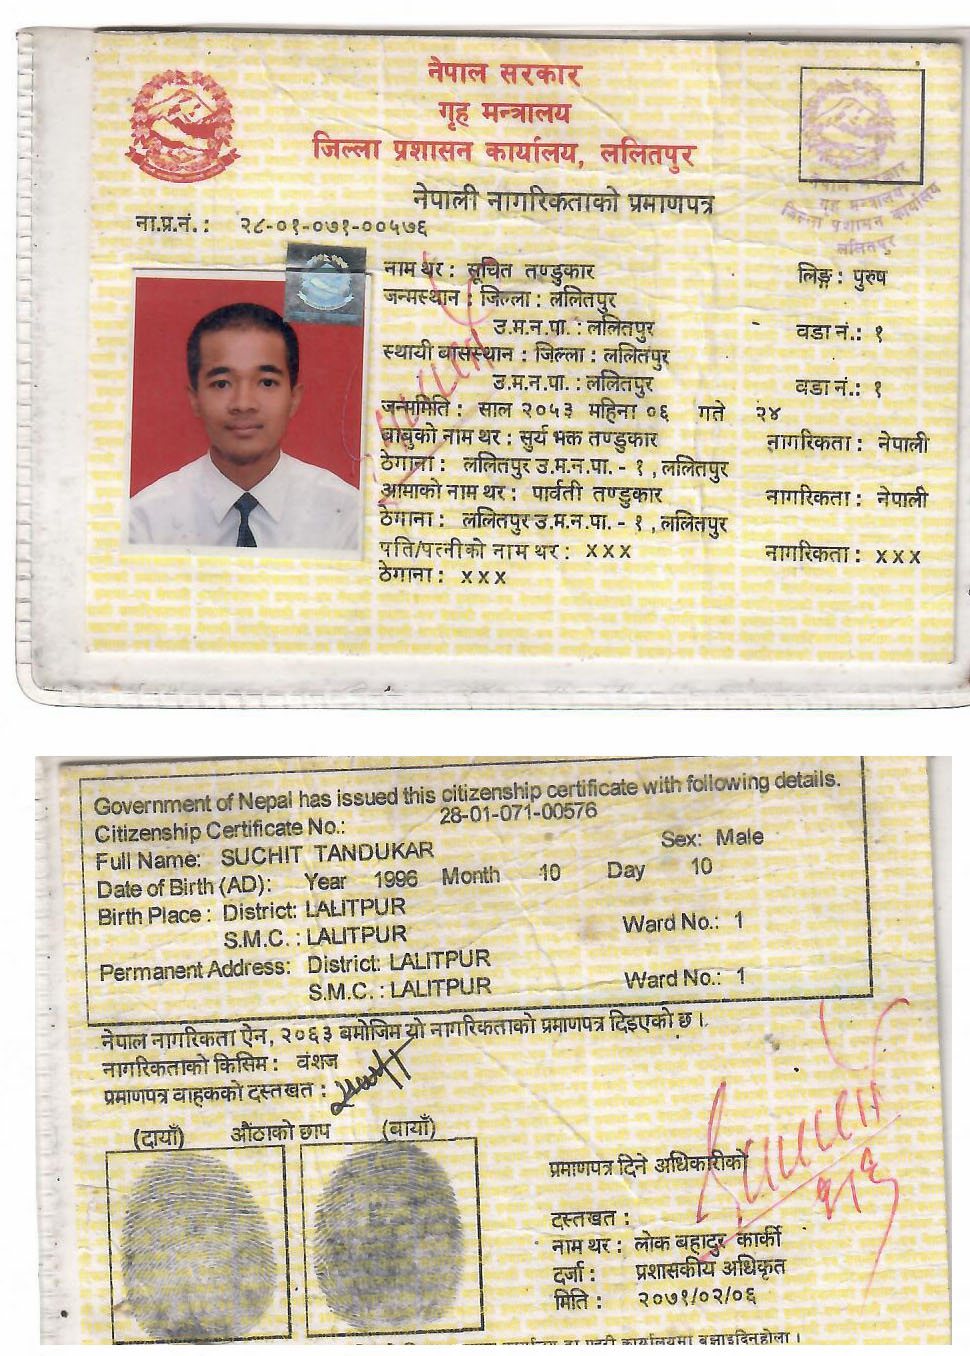 नेपाल सरकार
गृह मन्त्रालय
जिल्ला प्रशासन कार्यालय, ललितपुर
नेपाली नागरिकताको प्रमाणपत्र
ना.प्र.नं. : २८-०१-०७१-००५७६
नेपाल सरकार
गृह मन्त्रालय
जिल्ला प्रशासन कार्यालय
ललितपुर
नाम थर : सूचित तण्डुकार लिङ्ग : पुरुष
जन्मस्थान : जिल्ला : ललितपुर
उ.म.न.पा. : ललितपुर वडा नं.: १
स्थायी बासस्थान : जिल्ला : ललितपुर
उ.म.न.पा. : ललितपुर वडा नं.: १
जन्ममिति : साल २०५३ महिना ०६ गते २४
बाबुको नाम थर : सुर्य भक्त तण्डुकार नागरिकता : नेपाली
ठेगाना : ललितपुर उ.म.न.पा. - १ , ललितपुर
आमाको नाम थर : पार्वती तण्डुकार नागरिकता : नेपाली
ठेगाना : ललितपुर उ.म.न.पा. - १ , ललितपुर
पति/पत्नीको नाम थर : X X X नागरिकता : X X X
ठेगाना : X X X
Government of Nepal has issued this citizenship certificate with following details.
Citizenship Certificate No.: 28-01-071-00576
Full Name: SUCHIT TANDUKAR Sex: Male
Date of Birth (AD): Year 1996 Month 10 Day 10
Birth Place : District: LALITPUR
S.M.C. : LALITPUR Ward No.: 1
Permanent Address: District: LALITPUR
S.M.C. : LALITPUR Ward No.: 1
नेपाल नागरिकता ऐन, २०६३ बमोजिम यो नागरिकताको प्रमाणपत्र दिइएको छ ।
नागरिकताको किसिम : वंशज
प्रमाणपत्र वाहकको दस्तखत :
(दायाँ) औंठाको छाप (बायाँ)
प्रमाणपत्र दिने अधिकारीको
दस्तखत :
नाम थर : लोक बहादुर कार्की
दर्जा : प्रशासकीय अधिकृत
मिति : २०७१/०२/०६
कार्यालयमा बुझाइदिनुहोला ।